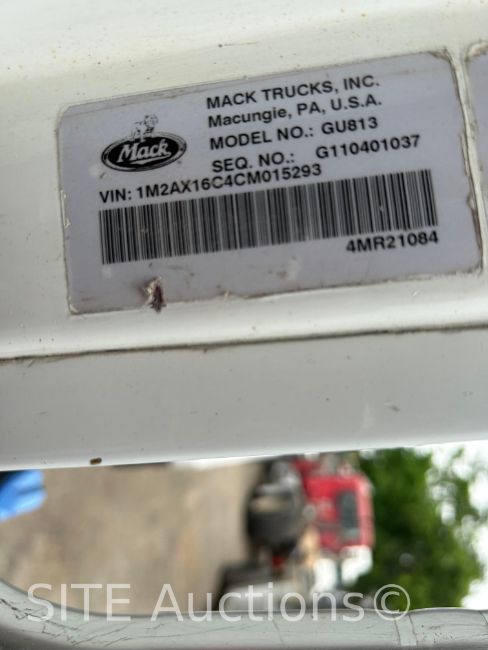 MACK TRUCKS, INC.
Macungie, PA, U.S.A.
MODEL NO.: GU813
SEQ. NO.: G110401037
Mack
VIN: 1M2AX16C4CM015293
4MR21084
SITE Auctions©